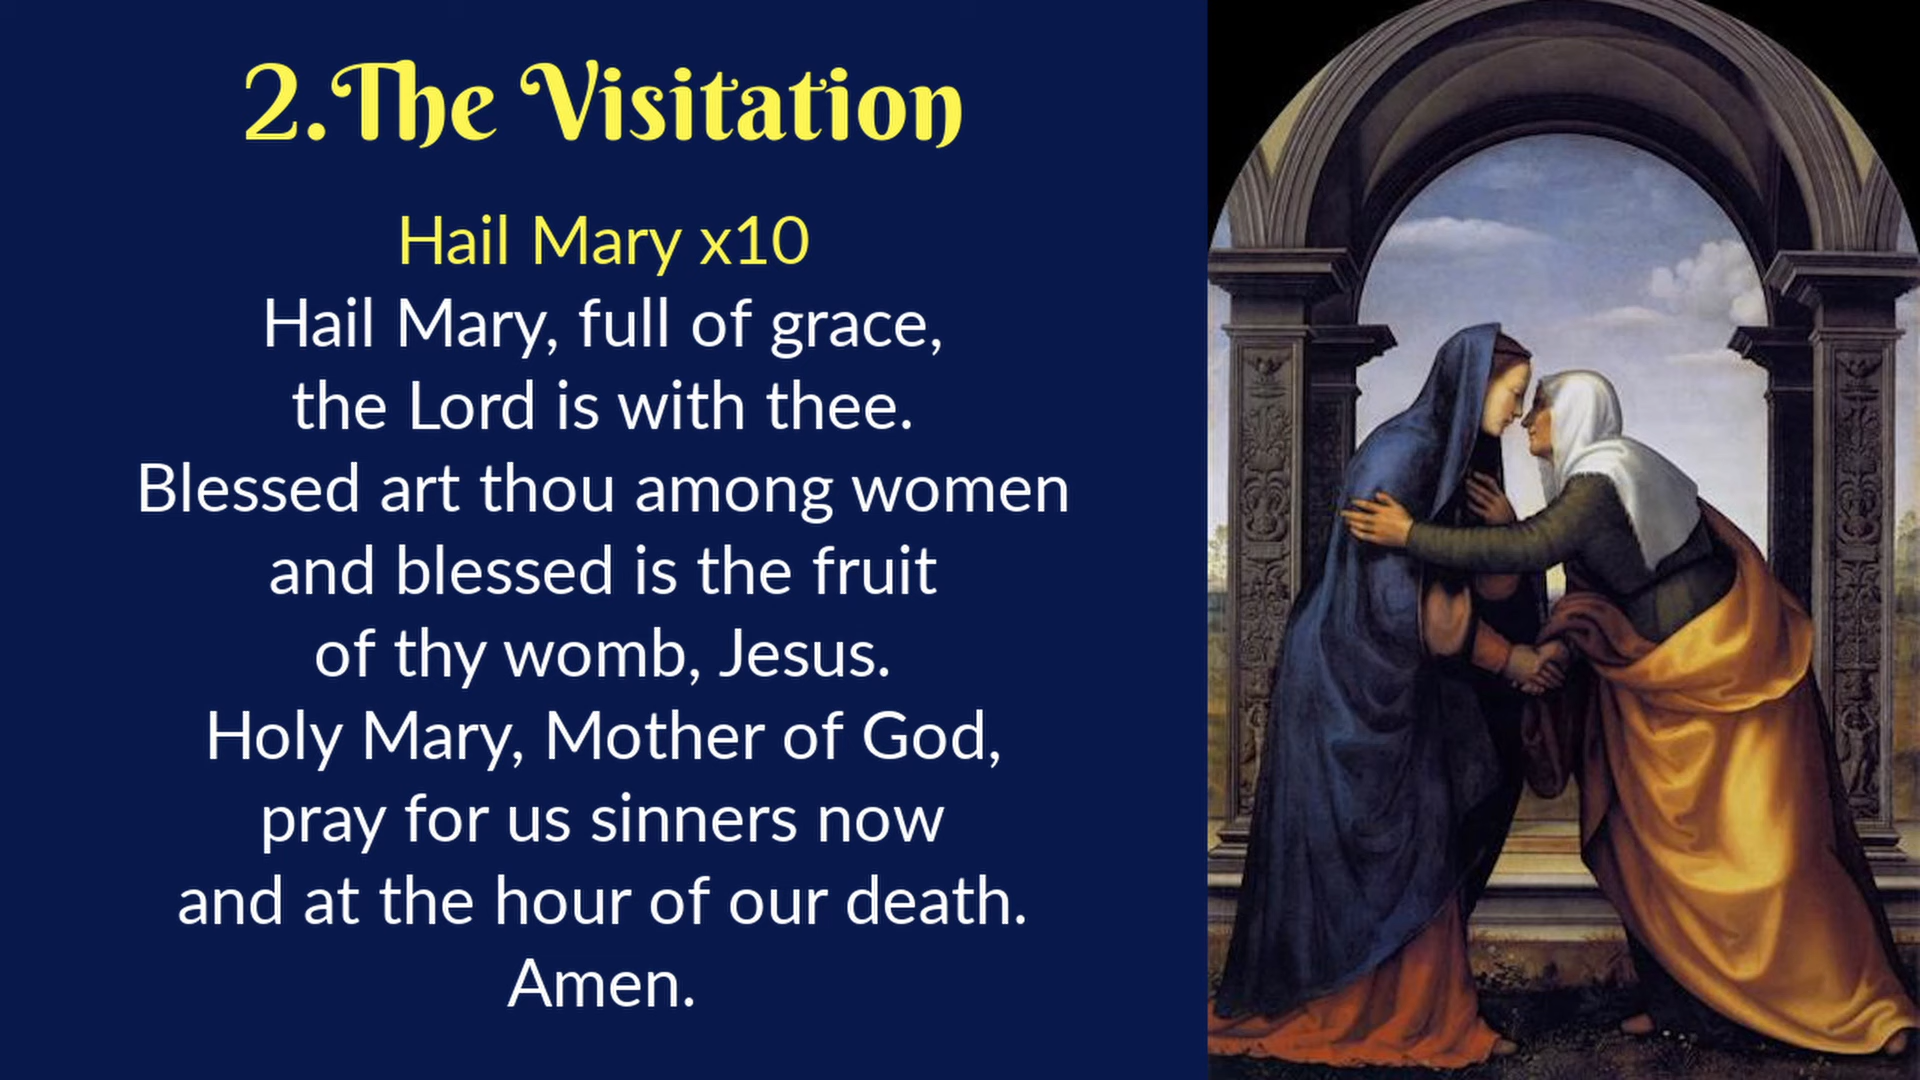 2.The Visitation
Hail Mary x10
Hail Mary, full of grace,
the Lord is with thee.
Blessed art thou among women
and blessed is the fruit
of thy womb, Jesus.
Holy Mary, Mother of God,
pray for us sinners now
and at the hour of our death.
Amen.